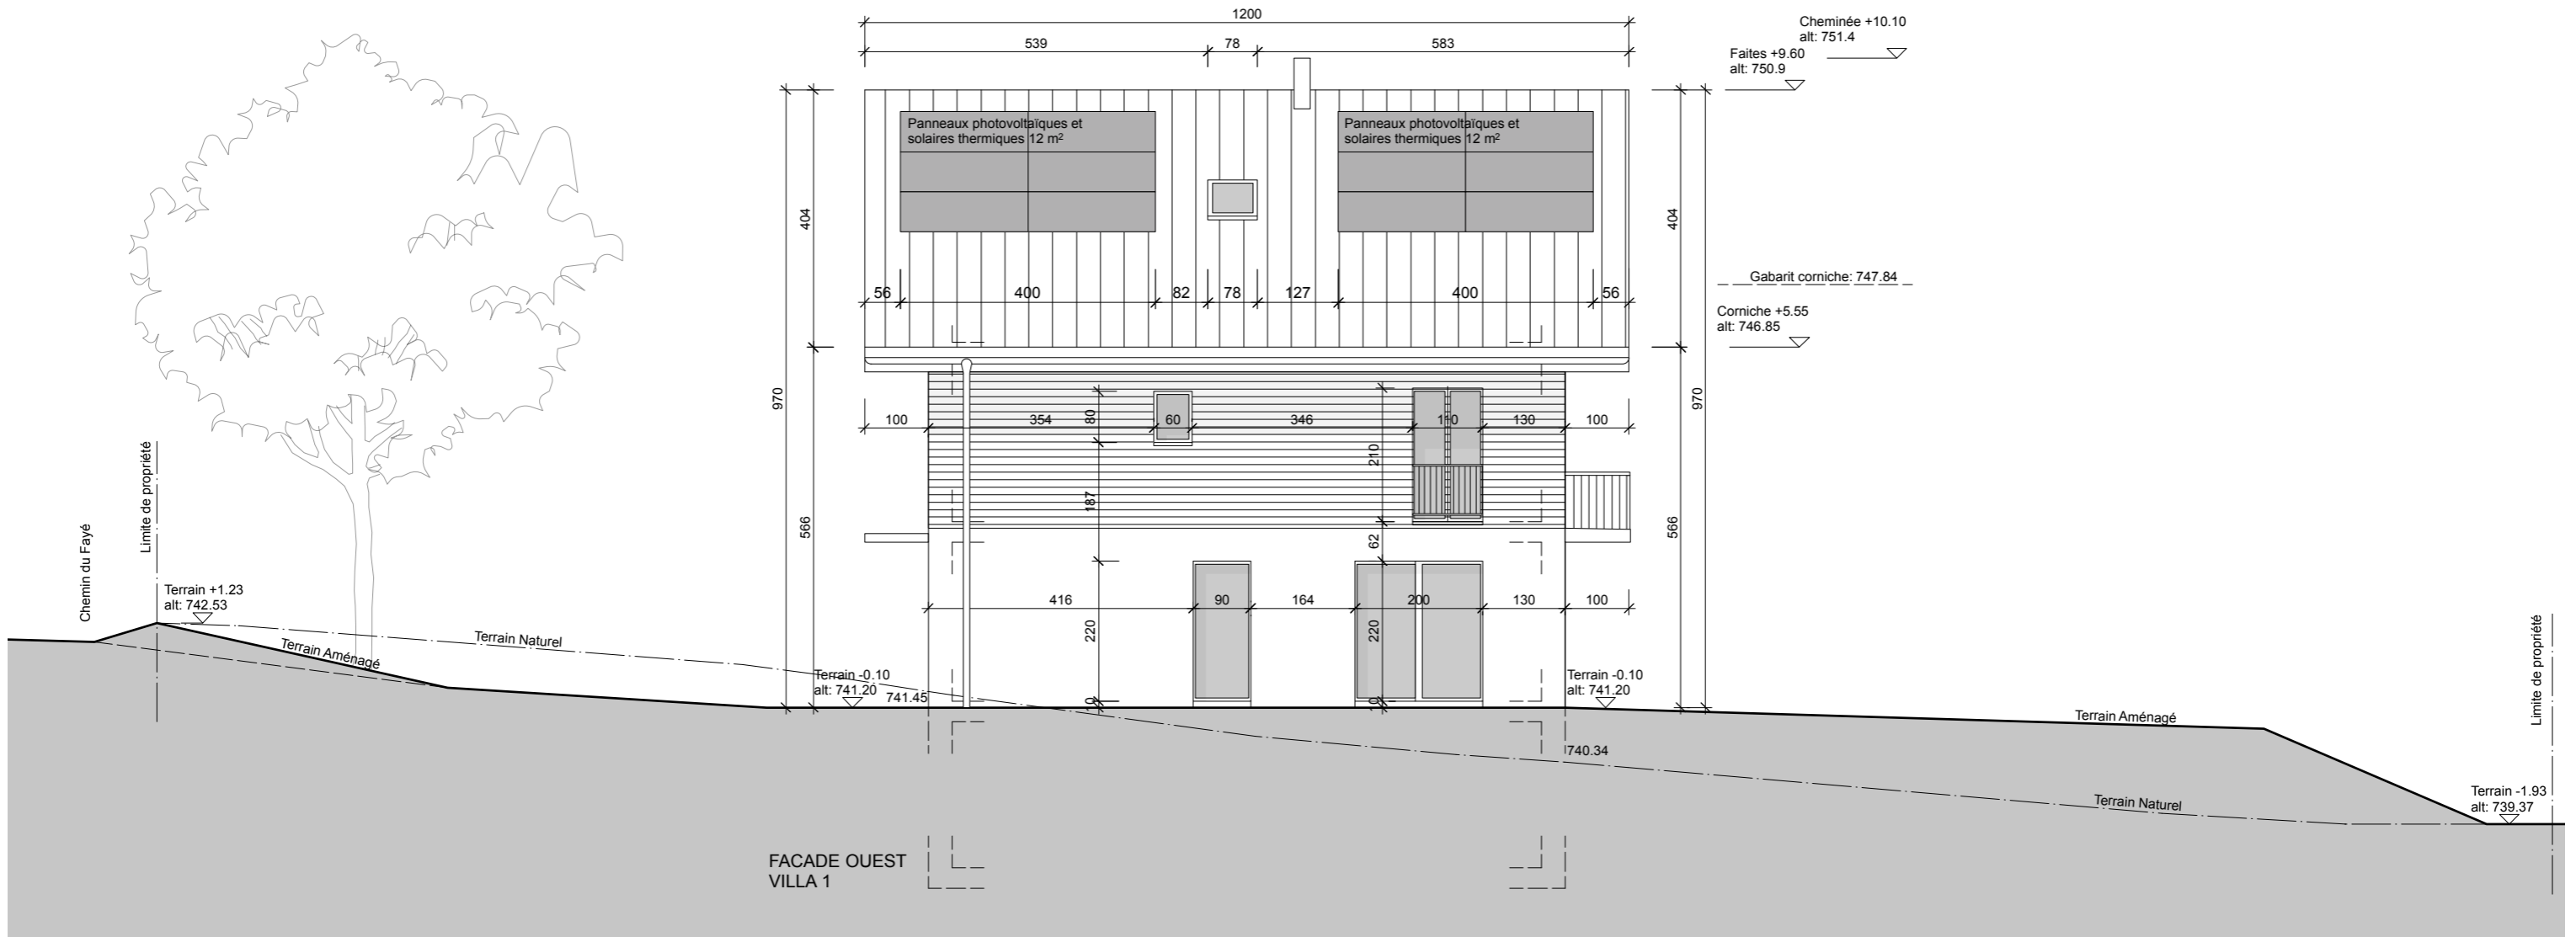 1200
Cheminée +10.10
alt: 751.4
539
78
583
Faites +9.60
alt: 750.9
Panneaux photovoltaïques et
solaires thermiques 12 m²
Panneaux photovoltaïques et
solaires thermiques 12 m²
404
404
Gabarit corniche: 747.84
56
400
82
78
127
400
56
Corniche +5.55
alt: 746.85
970
970
100
354
80
60
346
110
130
100
210
187
566
566
62
Chemin du Fayé
Limite de propriété
Terrain +1.23
alt: 742.53
416
90
164
200
130
100
220
220
Limite de propriété
Terrain Naturel
Terrain Aménagé
Terrain -0.10
alt: 741.20
741.45
10
10
Terrain -0.10
alt: 741.20
Terrain Aménagé
740.34
Terrain Naturel
Terrain -1.93
alt: 739.37
FACADE OUEST
VILLA 1